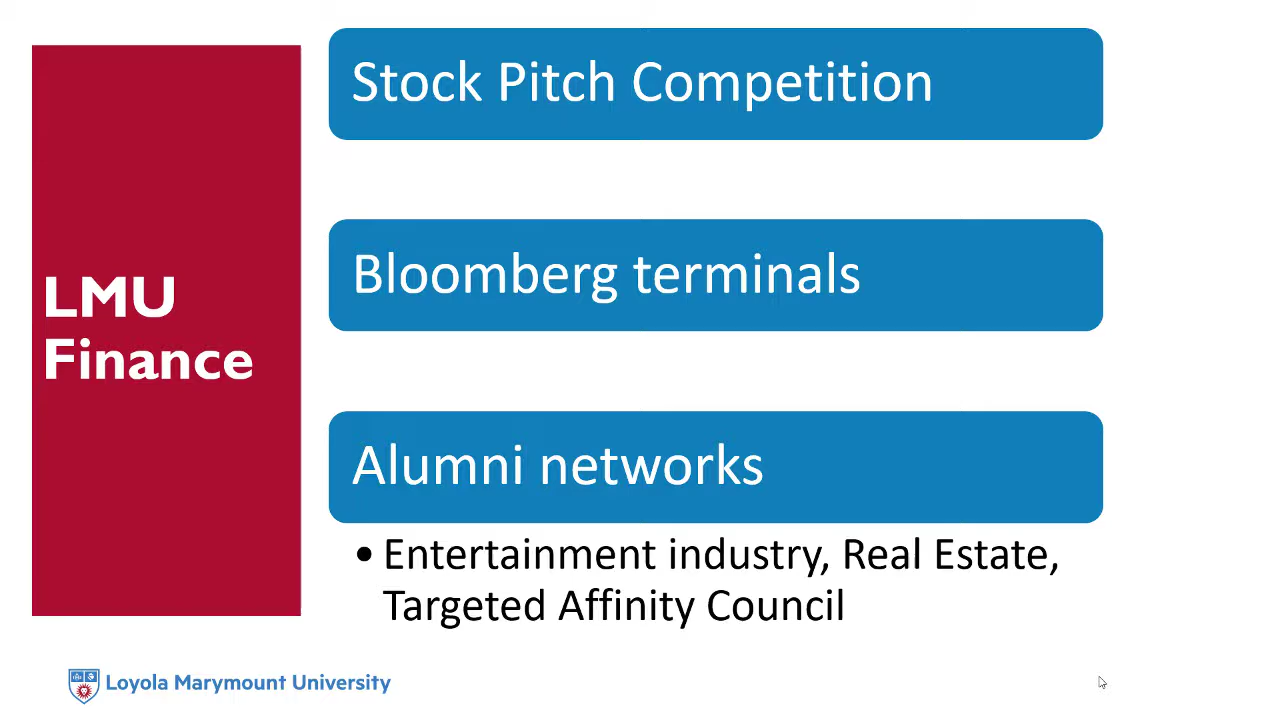 LMU
Finance
Stock Pitch Competition
Bloomberg terminals
Alumni networks
• Entertainment industry, Real Estate,
Targeted Affinity Council
Loyola Marymount University